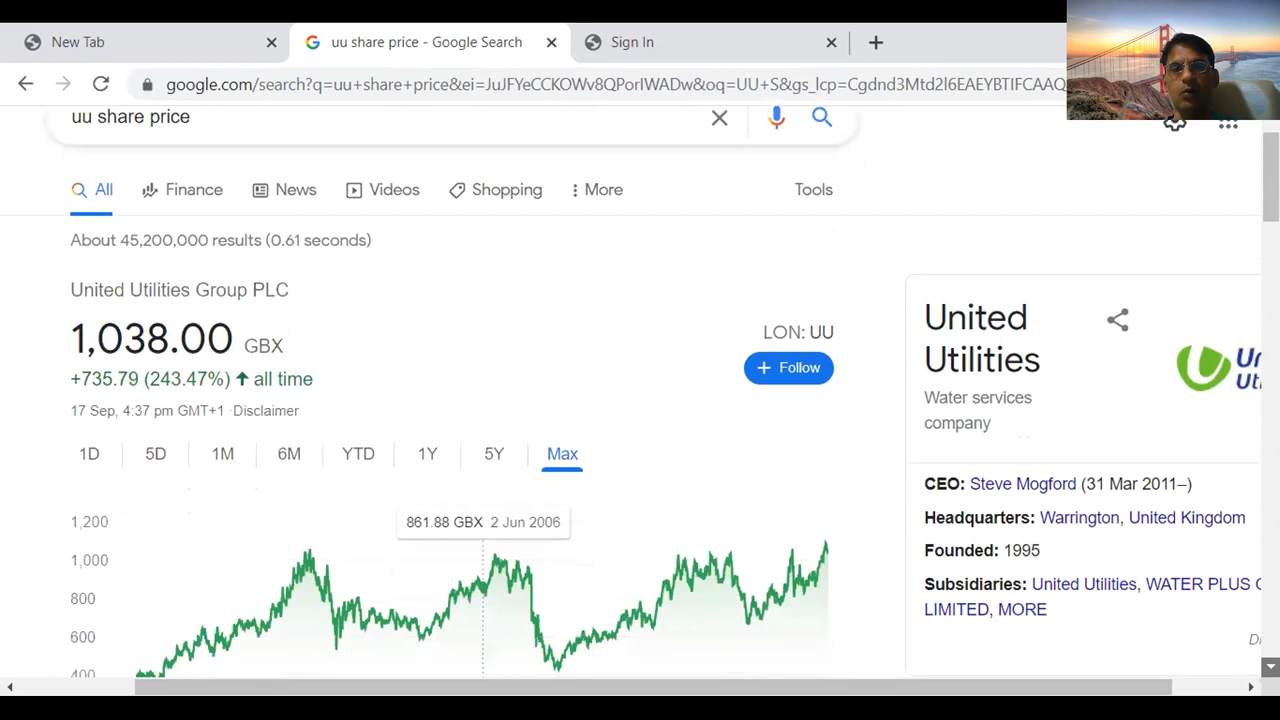 New Tab
uu share price - Google Search
Sign In
google.com/search?q=uu+share+price&ei=JuJFYeCCKOWv8QPorIWADw&oq=UU+S&gs_lcp=Cgdnd3Mtd2l6EAEYBTIFCAAQ
uu share price
All
Finance
News
Videos
Shopping
More
Tools
About 45,200,000 results (0.61 seconds)
United Utilities Group PLC
1,038.00 GBX
LON: UU
+735.79 (243.47%) ↑ all time
+ Follow
17 Sep, 4:37 pm GMT+1 · Disclaimer
1D
5D
1M
6M
YTD
1Y
5Y
Max
861.88 GBX 2 Jun 2006
1,200
1,000
800
600
400
United
Utilities
Water services
company
CEO: Steve Mogford (31 Mar 2011–)
Headquarters: Warrington, United Kingdom
Founded: 1995
Subsidiaries: United Utilities, WATER PLUS
LIMITED, MORE